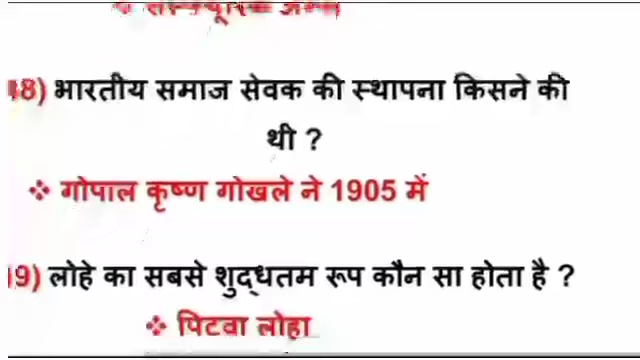 8) भारतीय समाज सेवक की स्थापना किसने की
थी ?
❖ गोपाल कृष्ण गोखले ने 1905 में
9) लोहे का सबसे शुद्धतम रूप कौन सा होता है ?
❖ पिटवा लोहा